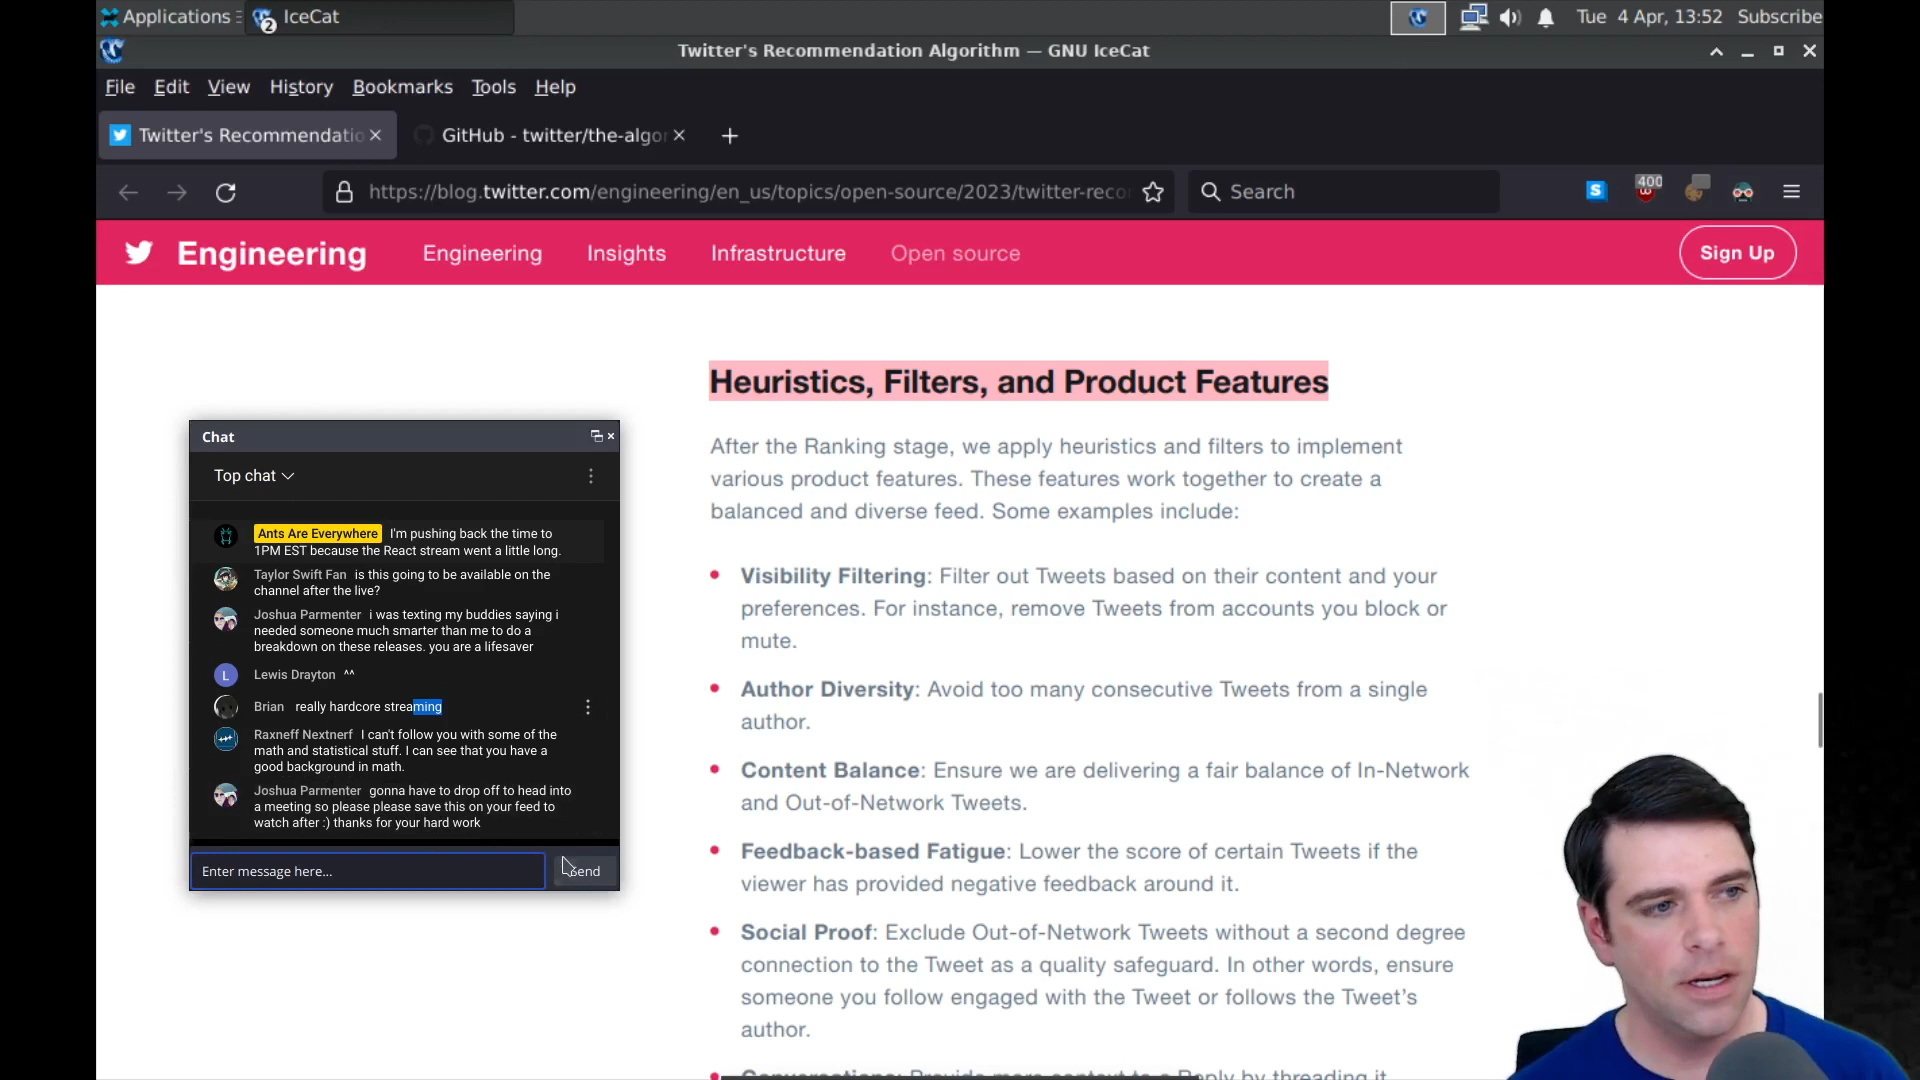 Applications
2
IceCat
Tue 4 Apr, 13:52 Subscribe
Twitter's Recommendation Algorithm — GNU IceCat
File Edit View History Bookmarks Tools Help
Twitter's Recommendatio
GitHub - twitter/the-algor
https://blog.twitter.com/engineering/en_us/topics/open-source/2023/twitter-reco
Search
S
400
Engineering
Engineering
Insights
Infrastructure
Open source
Sign Up
Heuristics, Filters, and Product Features
After the Ranking stage, we apply heuristics and filters to implement
various product features. These features work together to create a
balanced and diverse feed. Some examples include:
Visibility Filtering: Filter out Tweets based on their content and your
preferences. For instance, remove Tweets from accounts you block or
mute.
Author Diversity: Avoid too many consecutive Tweets from a single
author.
Content Balance: Ensure we are delivering a fair balance of In-Network
and Out-of-Network Tweets.
Feedback-based Fatigue: Lower the score of certain Tweets if the
viewer has provided negative feedback around it.
Social Proof: Exclude Out-of-Network Tweets without a second degree
connection to the Tweet as a quality safeguard. In other words, ensure
someone you follow engaged with the Tweet or follows the Tweet's
author.
Conversations: Provide more context to a Reply by threading it
Chat
Top chat
Ants Are Everywhere I'm pushing back the time to
1PM EST because the React stream went a little long.
Taylor Swift Fan is this going to be available on the
channel after the live?
Joshua Parmenter i was texting my buddies saying i
needed someone much smarter than me to do a
breakdown on these releases. you are a lifesaver
L
Lewis Drayton ^^
Brian really hardcore streaming
Raxneff Nextnerf I can't follow you with some of the
math and statistical stuff. I can see that you have a
good background in math.
Joshua Parmenter gonna have to drop off to head into
a meeting so please please save this on your feed to
watch after :) thanks for your hard work
Enter message here...
Send